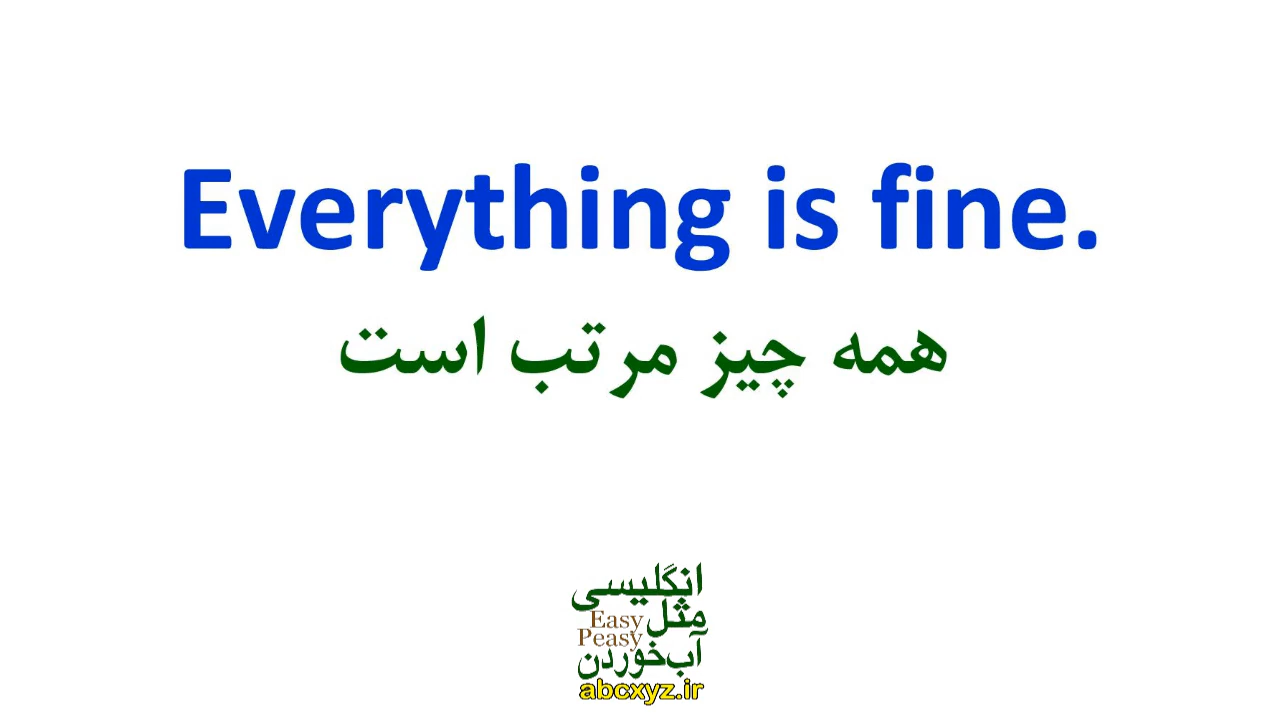 Everything is fine.
همه چیز مرتب است
انگلیسی
مثل
Easy
Peasy
آب خوردن
abcxyz.ir